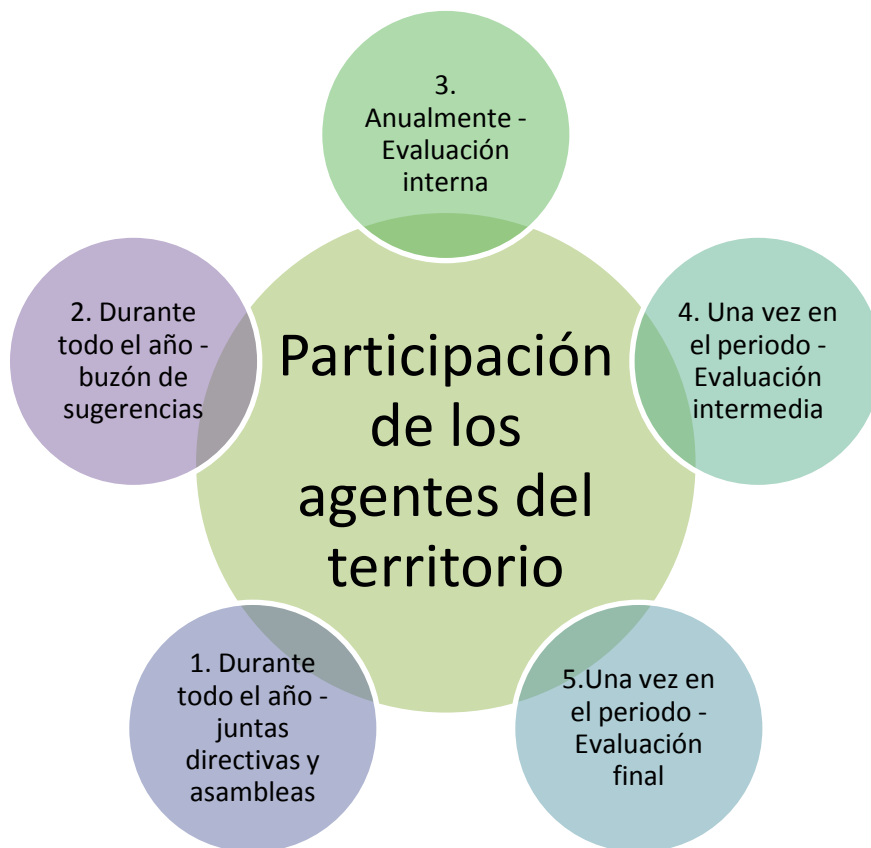 3.
Anualmente -
Evaluación
interna
2. Durante
todo el año -
buzón de
sugerencias
Participación
de los
agentes del
territorio
4. Una vez en
el periodo -
Evaluación
intermedia
1. Durante
todo el año -
juntas
directivas y
asambleas
5.Una vez en
el periodo -
Evaluación
final